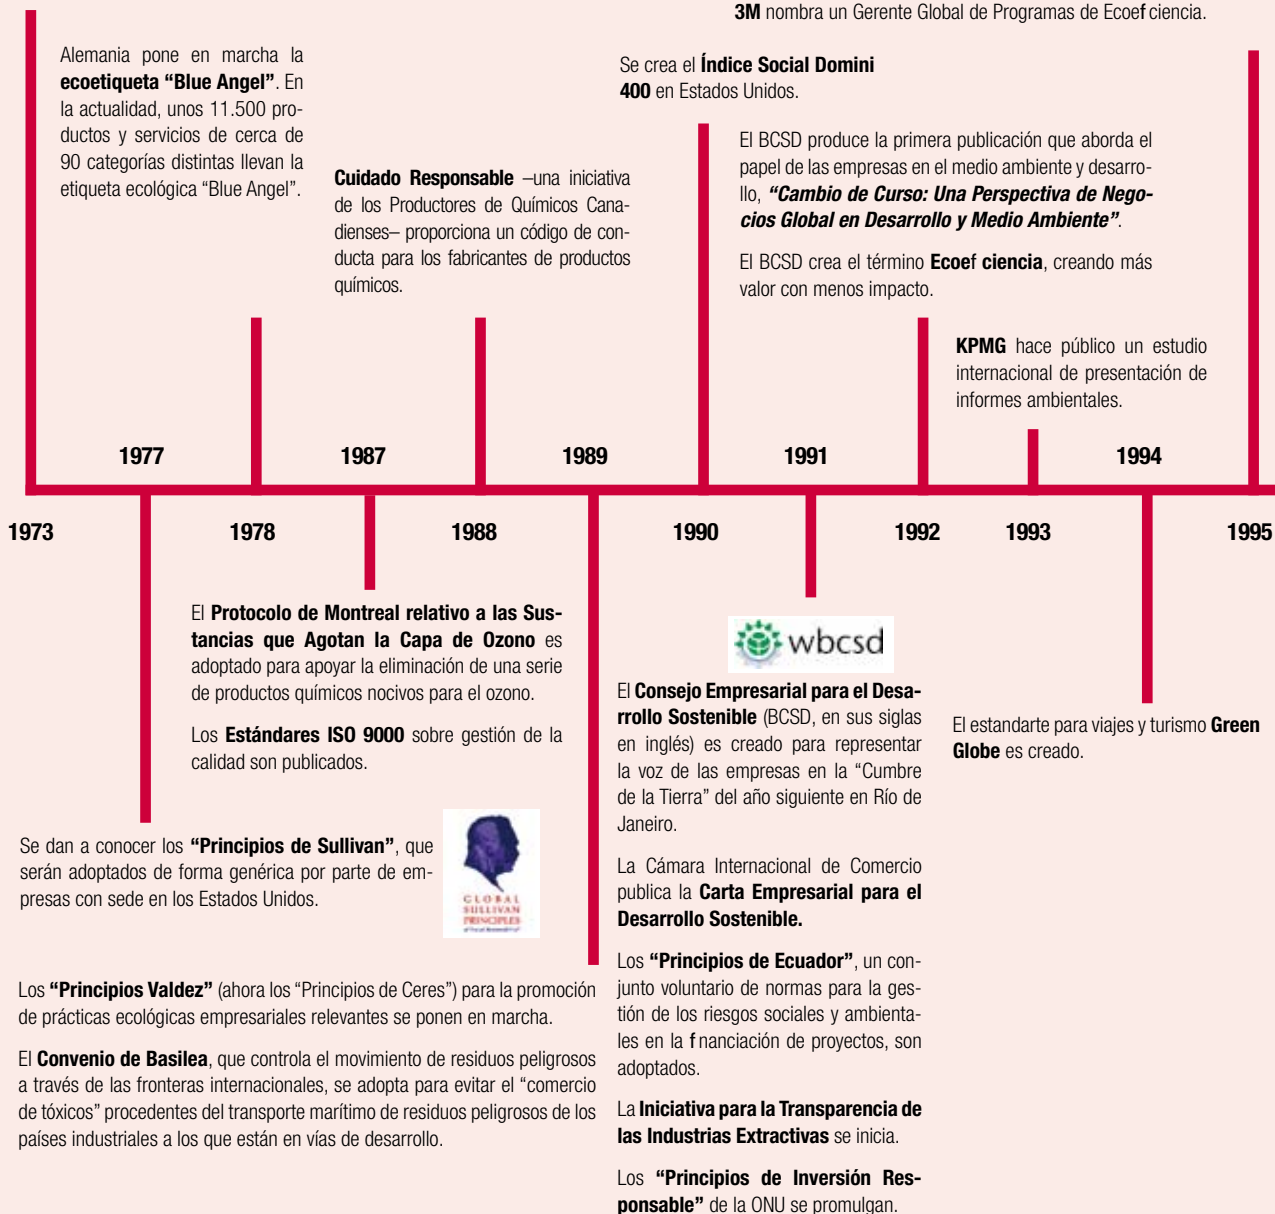 3M nombra un Gerente Global de Programas de Ecoef ciencia.
Alemania pone en marcha la
ecoetiqueta “Blue Angel”. En
la actualidad, unos 11.500 pro-
ductos y servicios de cerca de
90 categorías distintas llevan la
etiqueta ecológica “Blue Angel”.
Se crea el Índice Social Domini
400 en Estados Unidos.
Cuidado Responsable –una iniciativa
de los Productores de Químicos Cana-
dienses– proporciona un código de con-
ducta para los fabricantes de productos
químicos.
El BCSD produce la primera publicación que aborda el
papel de las empresas en el medio ambiente y desarro-
llo, “Cambio de Curso: Una Perspectiva de Nego-
cios Global en Desarrollo y Medio Ambiente”.
El BCSD crea el término Ecoef ciencia, creando más
valor con menos impacto.
KPMG hace público un estudio
internacional de presentación de
informes ambientales.
1977 1987 1989 1991 1994
1973 1978 1988 1990 1992 1993 1995
El Protocolo de Montreal relativo a las Sus-
tancias que Agotan la Capa de Ozono es
adoptado para apoyar la eliminación de una serie
de productos químicos nocivos para el ozono.
Los Estándares ISO 9000 sobre gestión de la
calidad son publicados.
Se dan a conocer los “Principios de Sullivan”, que
serán adoptados de forma genérica por parte de em-
presas con sede en los Estados Unidos.
GLOBAL
SULLIVAN
PRINCIPLES
Los “Principios Valdez” (ahora los “Principios de Ceres”) para la promoción
de prácticas ecológicas empresariales relevantes se ponen en marcha.
El Convenio de Basilea, que controla el movimiento de residuos peligrosos
a través de las fronteras internacionales, se adopta para evitar el “comercio
de tóxicos” procedentes del transporte marítimo de residuos peligrosos de los
países industriales a los que están en vías de desarrollo.
wbcsd
El Consejo Empresarial para el Desa-
rrollo Sostenible (BCSD, en sus siglas
en inglés) es creado para representar
la voz de las empresas en la “Cumbre
de la Tierra” del año siguiente en Río de
Janeiro.
La Cámara Internacional de Comercio
publica la Carta Empresarial para el
Desarrollo Sostenible.
Los “Principios de Ecuador”, un con-
junto voluntario de normas para la ges-
tión de los riesgos sociales y ambienta-
les en la f nanciación de proyectos, son
adoptados.
La Iniciativa para la Transparencia de
las Industrias Extractivas se inicia.
Los “Principios de Inversión Res-
ponsable” de la ONU se promulgan.
El estandarte para viajes y turismo Green
Globe es creado.